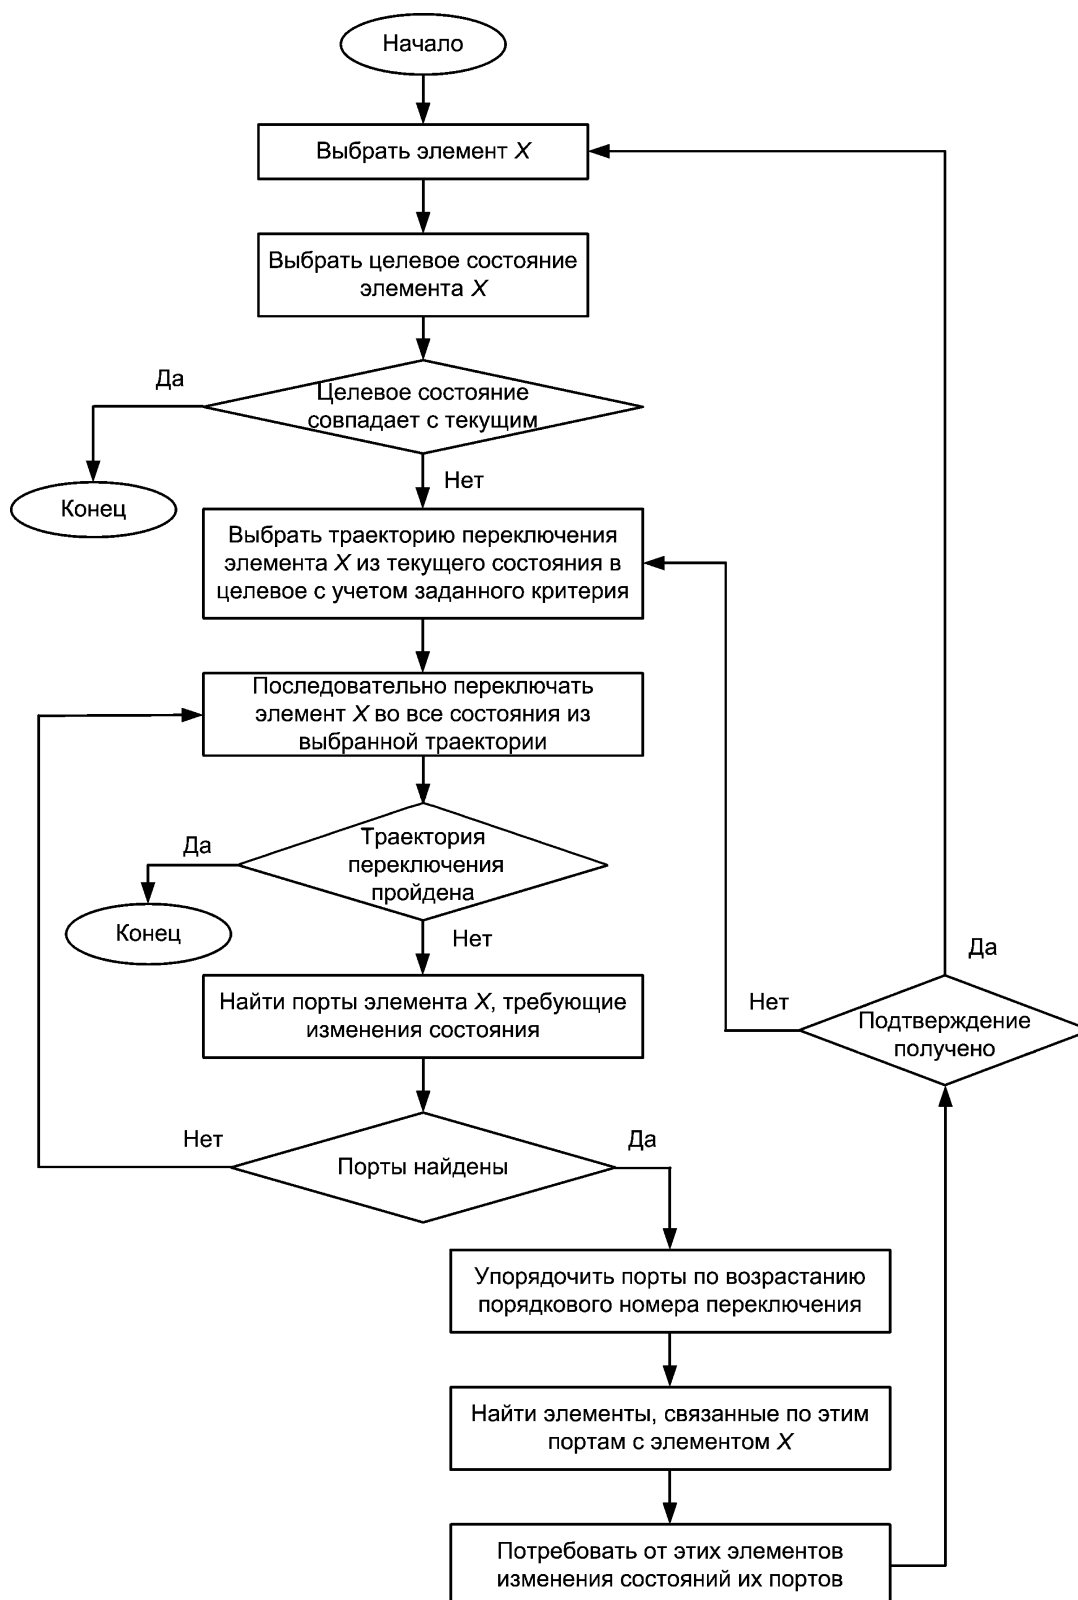 Начало
Выбрать элемент X
Выбрать целевое состояние
элемента X
Да
Целевое состояние
совпадает с текущим
Нет
Конец
Выбрать траекторию переключения
элемента X из текущего состояния в
целевое с учетом заданного критерия
Последовательно переключать
элемент X во все состояния из
выбранной траектории
Да
Траектория
переключения
пройдена
Конец
Нет
Да
Найти порты элемента X, требующие
изменения состояния
Нет
Подтверждение
получено
Нет
Да
Порты найдены
Упорядочить порты по возрастанию
порядкового номера переключения
Найти элементы, связанные по этим
портам с элементом X
Потребовать от этих элементов
изменения состояний их портов